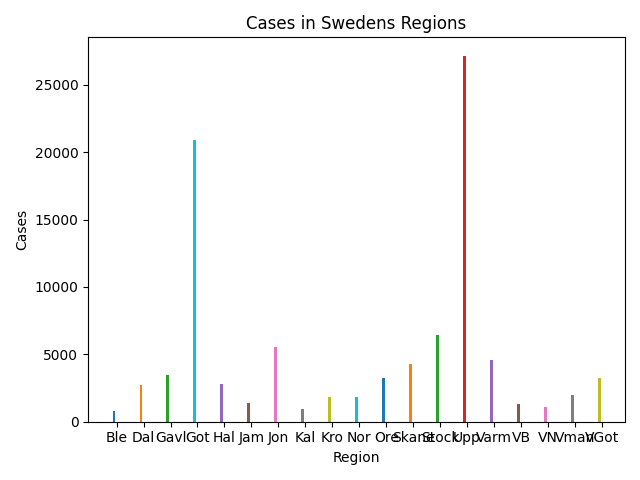 Cases in Swedens Regions
Cases
25000
20000
15000
10000
5000
0
Ble Dal Gavl Got Hal Jam Jon Kal Kro Nor Ore Skane Stock Upp Varm VB VN Vman VGot
Region